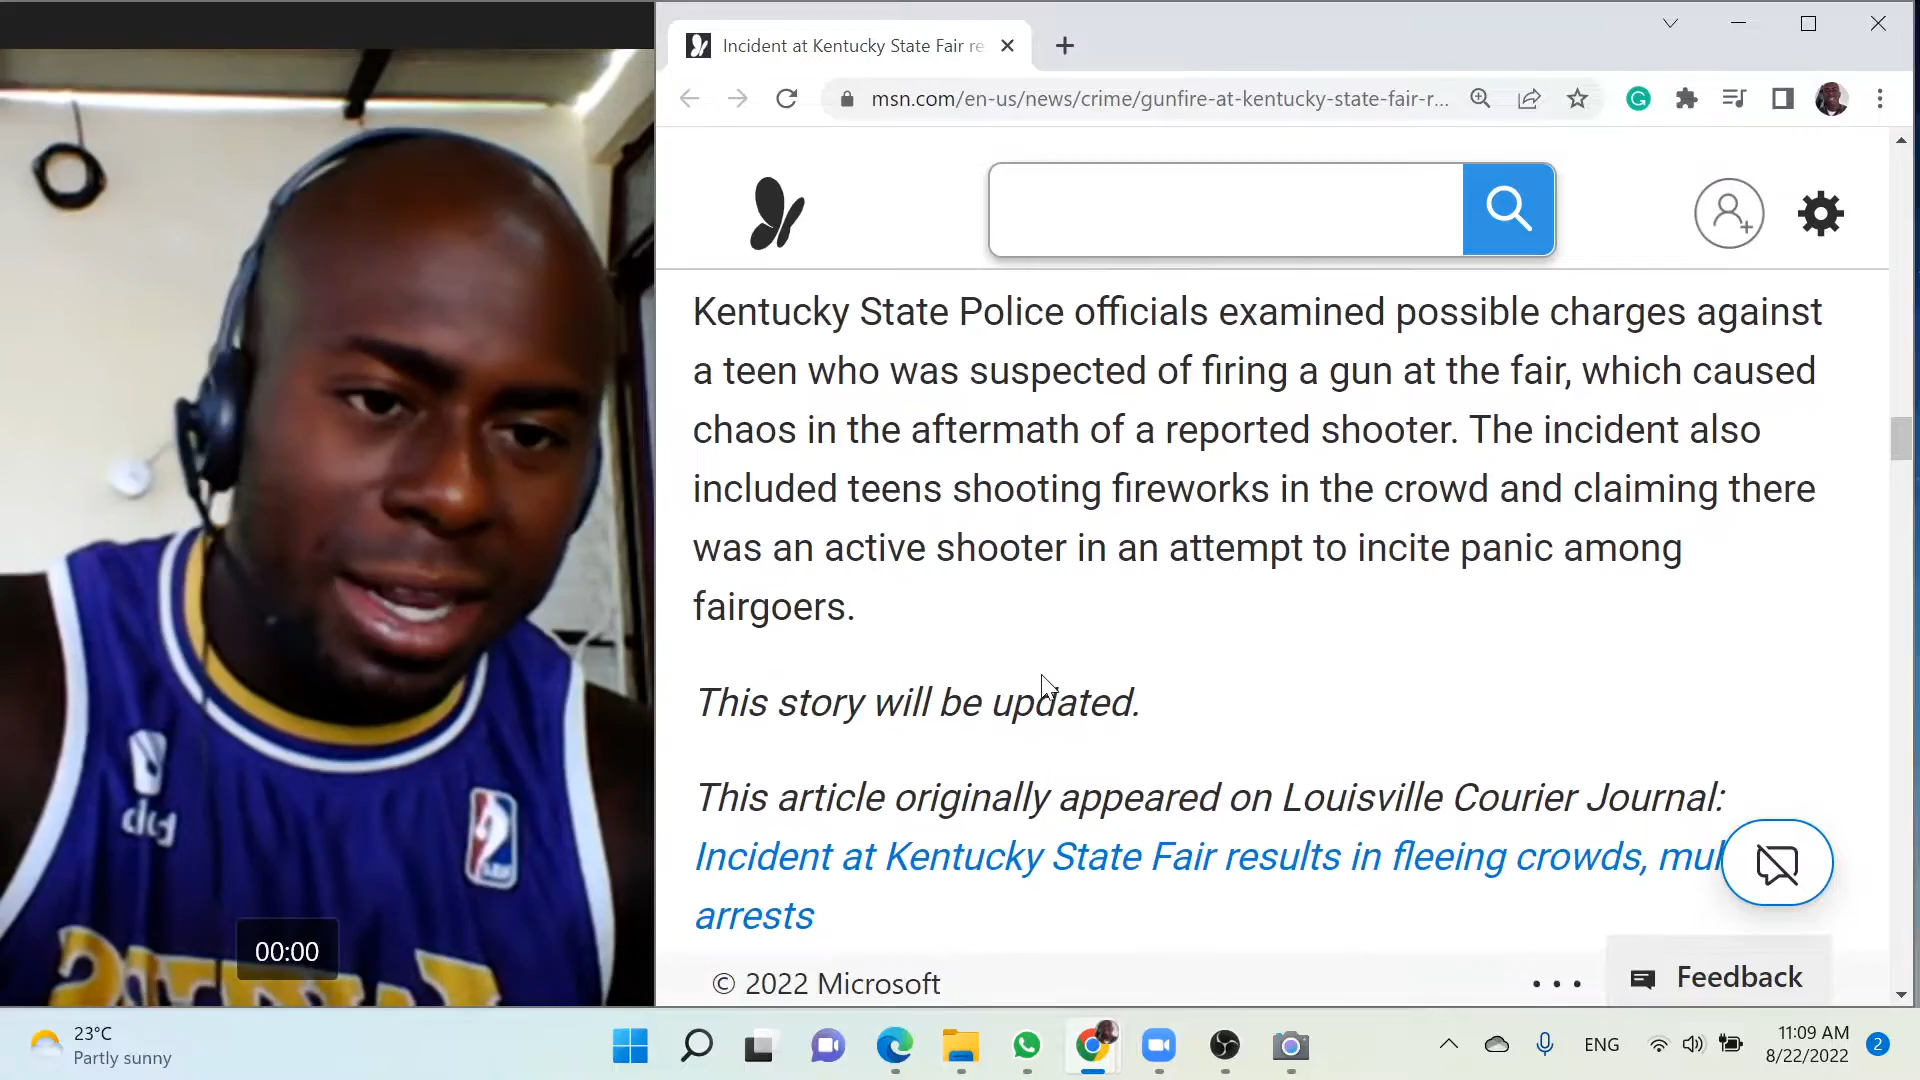 Incident at Kentucky State Fair re
msn.com/en-us/news/crime/gunfire-at-kentucky-state-fair-r...
Kentucky State Police officials examined possible charges against
a teen who was suspected of firing a gun at the fair, which caused
chaos in the aftermath of a reported shooter. The incident also
included teens shooting fireworks in the crowd and claiming there
was an active shooter in an attempt to incite panic among
fairgoers.
This story will be updated.
This article originally appeared on Louisville Courier Journal:
Incident at Kentucky State Fair results in fleeing crowds, mul
arrests
00:00
© 2022 Microsoft
Feedback
23°C
Partly sunny
ENG
11:09 AM
8/22/2022
2